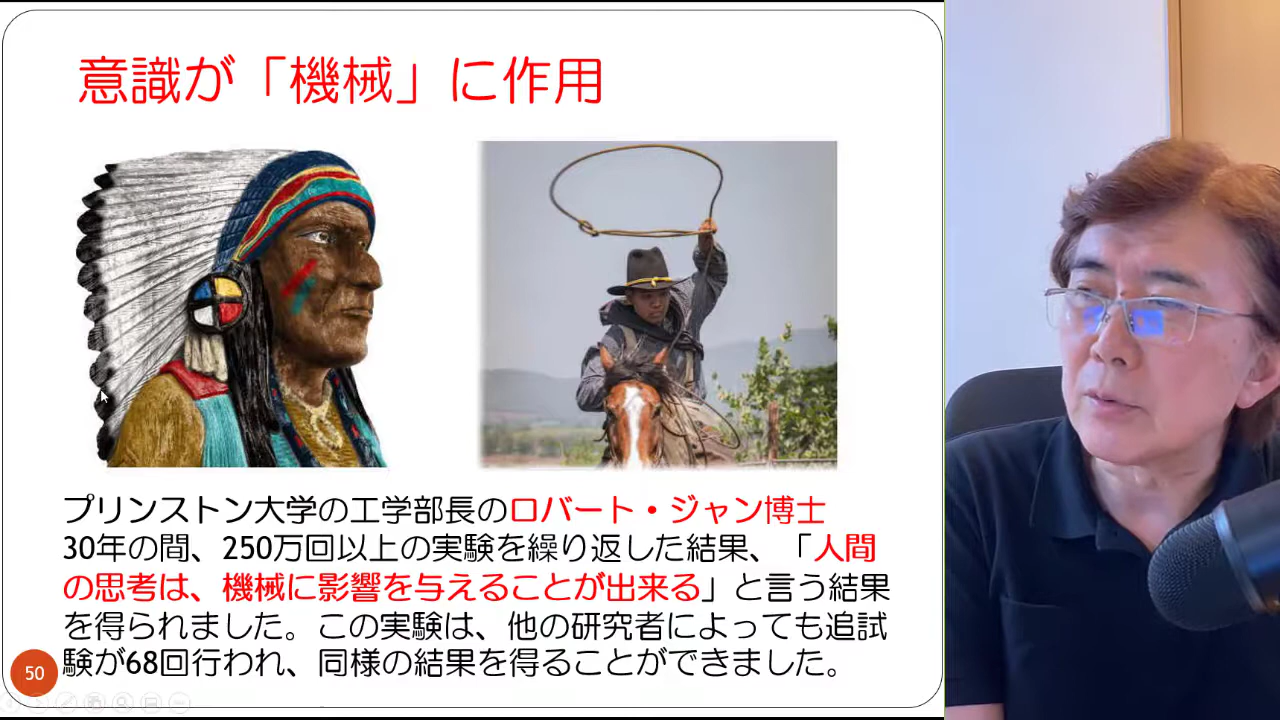 意識が「機械」に作用
プリンストン大学の工学部長のロバート・ジャン博士
30年の間、250万回以上の実験を繰り返した結果、「人間
の思考は、機械に影響を与えることが出来る」と言う結果
を得られました。この実験は、他の研究者によっても追試
験が68回行われ、同様の結果を得ることができました。
50